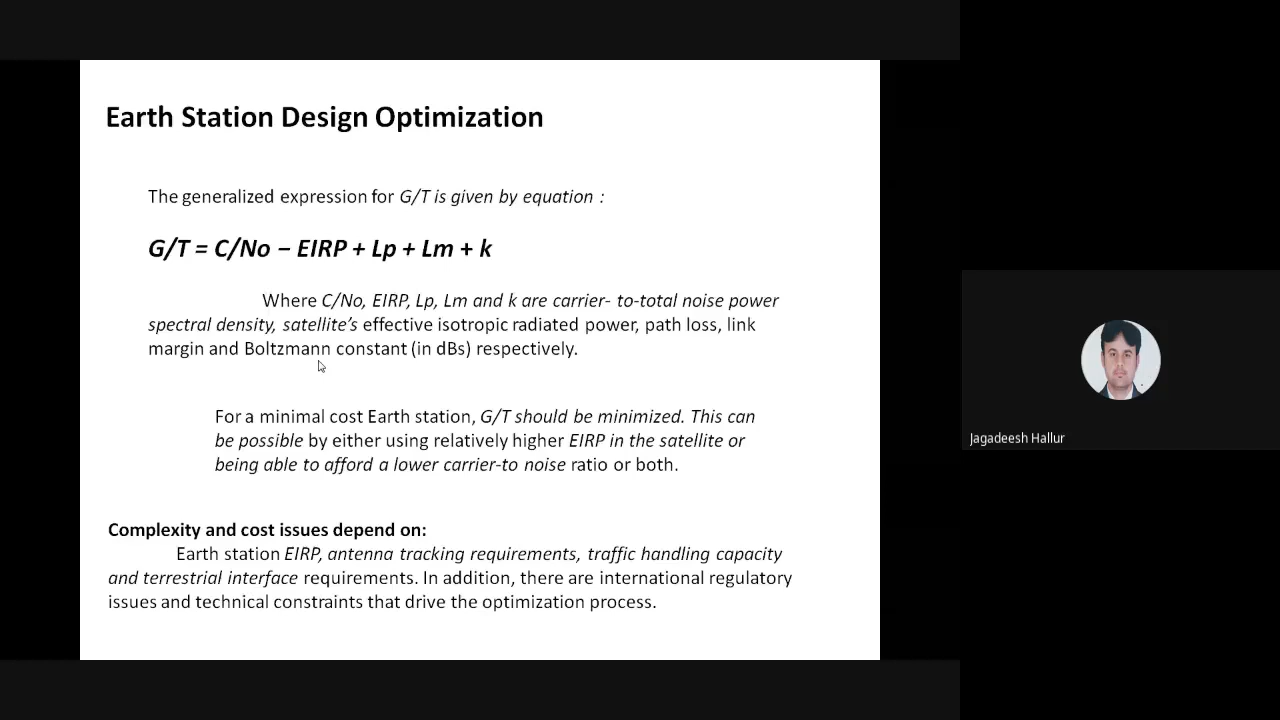 Earth Station Design Optimization
The generalized expression for G/T is given by equation :
G/T = C/No – EIRP + Lp + Lm + k
Where C/No, EIRP, Lp, Lm and k are carrier- to-total noise power
spectral density, satellite’s effective isotropic radiated power, path loss, link
margin and Boltzmann constant (in dBs) respectively.
For a minimal cost Earth station, G/T should be minimized. This can
be possible by either using relatively higher EIRP in the satellite or
being able to afford a lower carrier-to noise ratio or both.
Complexity and cost issues depend on:
Earth station EIRP, antenna tracking requirements, traffic handling capacity
and terrestrial interface requirements. In addition, there are international regulatory
issues and technical constraints that drive the optimization process.
Jagadeesh Hallur